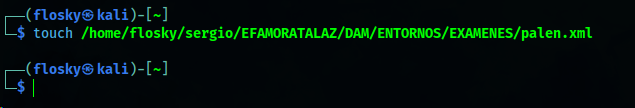 ┌──(flosky㉿kali)-[~]
└─$ touch /home/flosky/sergio/EFAMORATALAZ/DAM/ENTORNOS/EXAMENES/palen.xml
┌──(flosky㉿kali)-[~]
└─$